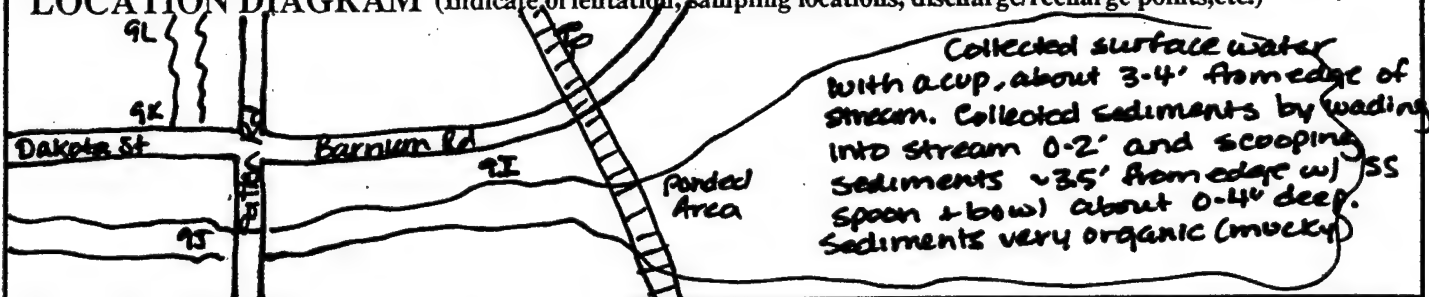 LOCATION DIAGRAM (Indicate orientation, sampling locations, discharge/recharge points, etc.)
9L
RR
Collected surface water
with a cup, about 3-4' from edge of
stream. Collected sediments by wading
into stream 0-2' and scooping
sediments ~3.5' from edge w/ SS
spoon + bowl about 0-4" deep.
Sediments very organic (mucky)
9K
Dakota St
Barnum Rd
9I
Ponded
Area
9J